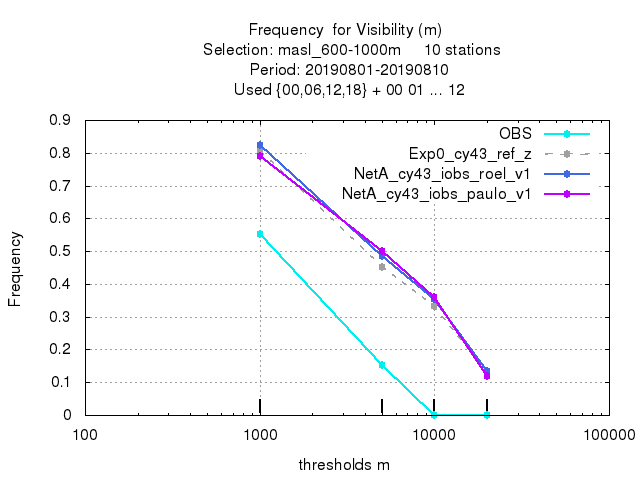 Frequency  for Visibility (m)
Selection: masl_600-1000m     10 stations
Period: 20190801-20190810
Used {00,06,12,18} + 00 01 ... 12
OBS
Exp0_cy43_ref_z
NetA_cy43_iobs_roel_v1
NetA_cy43_iobs_paulo_v1
Frequency
0.9
0.8
0.7
0.6
0.5
0.4
0.3
0.2
0.1
0
100 1000 10000 100000
thresholds m